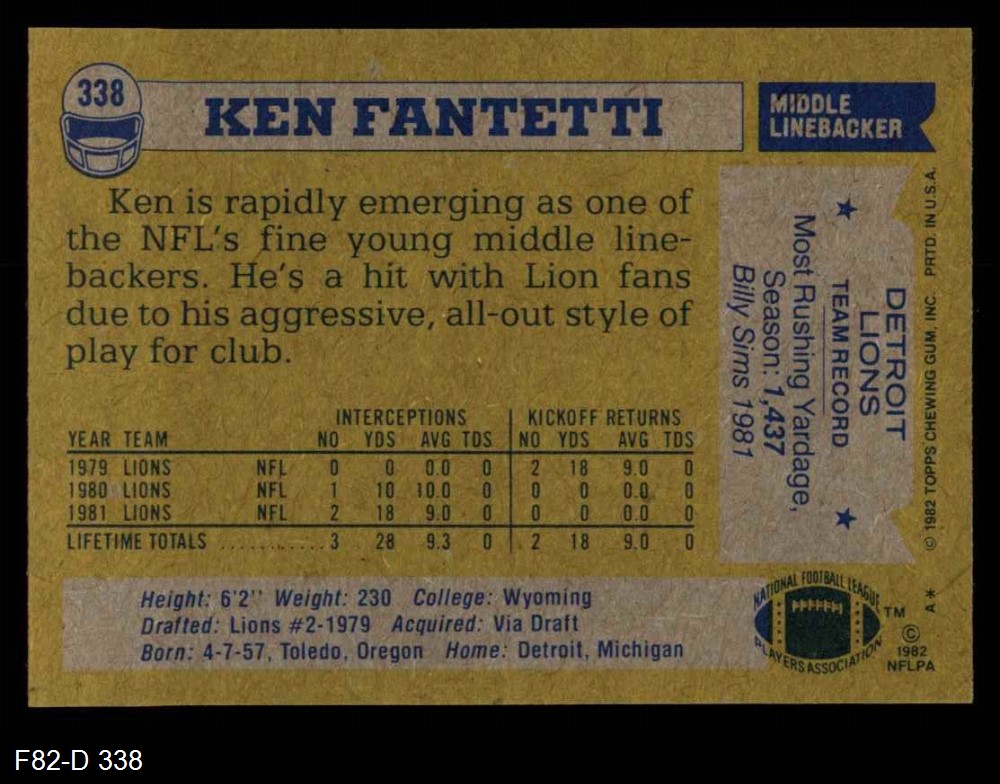 338
KEN FANTETTI
MIDDLE
LINEBACKER
Ken is rapidly emerging as one of
the NFL's fine young middle line-
backers. He's a hit with Lion fans
due to his aggressive, all-out style of
play for club.
INTERCEPTIONS KICKOFF RETURNS
YEAR TEAM NO YDS AVG TDS NO YDS AVG TDS
1979 LIONS NFL 0 0 0.0 0 2 18 9.0 0
1980 LIONS NFL 1 10 10.0 0 0 0 0.0 0
1981 LIONS NFL 2 18 9.0 0 0 0 0.0 0
LIFETIME TOTALS ............3 28 9.3 0 2 18 9.0 0
Height: 6'2" Weight: 230 College: Wyoming
Drafted: Lions #2-1979 Acquired: Via Draft
Born: 4-7-57, Toledo, Oregon Home: Detroit, Michigan
DETROIT
LIONS
★ TEAM RECORD ★
Most Rushing Yardage,
Season: 1,437
Billy Sims 1981
© 1982 TOPPS CHEWING GUM, INC. PRTD. IN U.S.A.
A*
NATIONAL FOOTBALL LEAGUE
PLAYERS ASSOCIATION
TM
©
1982
NFLPA
F82-D 338